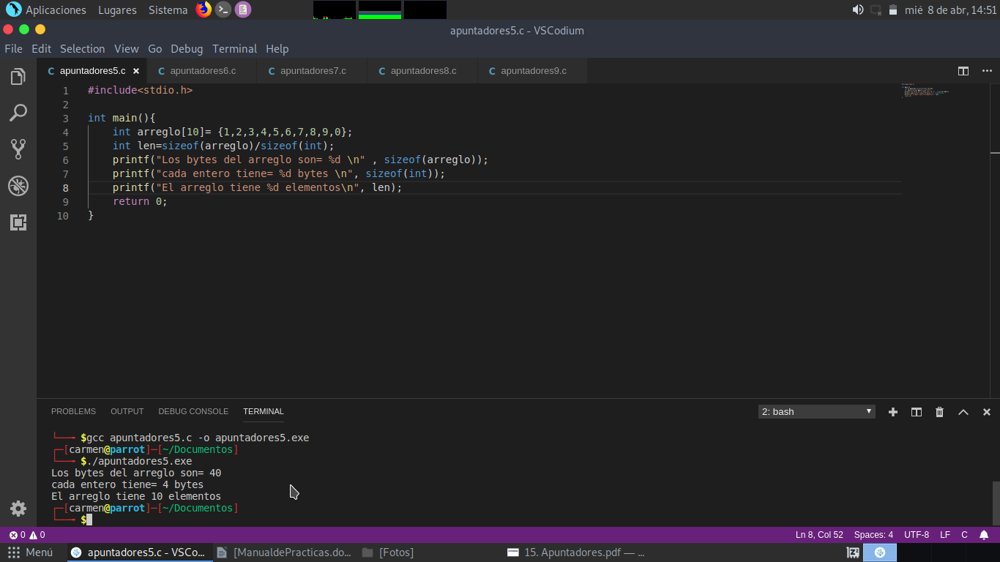 Aplicaciones Lugares Sistema mié 8 de abr, 14:51
apuntadores5.c - VSCodium
File Edit Selection View Go Debug Terminal Help
C apuntadores5.c × C apuntadores6.c C apuntadores7.c C apuntadores8.c C apuntadores9.c
1 #include<stdio.h>
2
3 int main(){
4 int arreglo[10]= {1,2,3,4,5,6,7,8,9,0};
5 int len=sizeof(arreglo)/sizeof(int);
6 printf("Los bytes del arreglo son= %d \n" , sizeof(arreglo));
7 printf("cada entero tiene= %d bytes \n", sizeof(int));
8 printf("El arreglo tiene %d elementos\n", len);
9 return 0;
10 }
PROBLEMS OUTPUT DEBUG CONSOLE TERMINAL 2: bash
└──╼ $gcc apuntadores5.c -o apuntadores5.exe
┌─[carmen@parrot]─[~/Documentos]
└──╼ $./apuntadores5.exe
Los bytes del arreglo son= 40
cada entero tiene= 4 bytes
El arreglo tiene 10 elementos
┌─[carmen@parrot]─[~/Documentos]
└──╼ $
0 0 Ln 8, Col 52 Spaces: 4 UTF-8 LF C
Menú apuntadores5.c - VSCo... [ManualdePracticas.do... [Fotos] 15. Apuntadores.pdf — ...